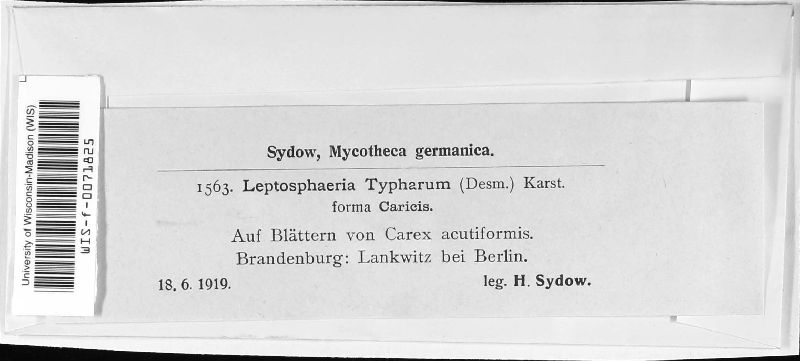 University of Wisconsin-Madison (WIS)
WIS-f-0071825
Sydow, Mycotheca germanica.
1563. Leptosphaeria Typharum (Desm.) Karst.
forma Caricis.
Auf Blättern von Carex acutiformis.
Brandenburg: Lankwitz bei Berlin.
18. 6. 1919. leg. H. Sydow.